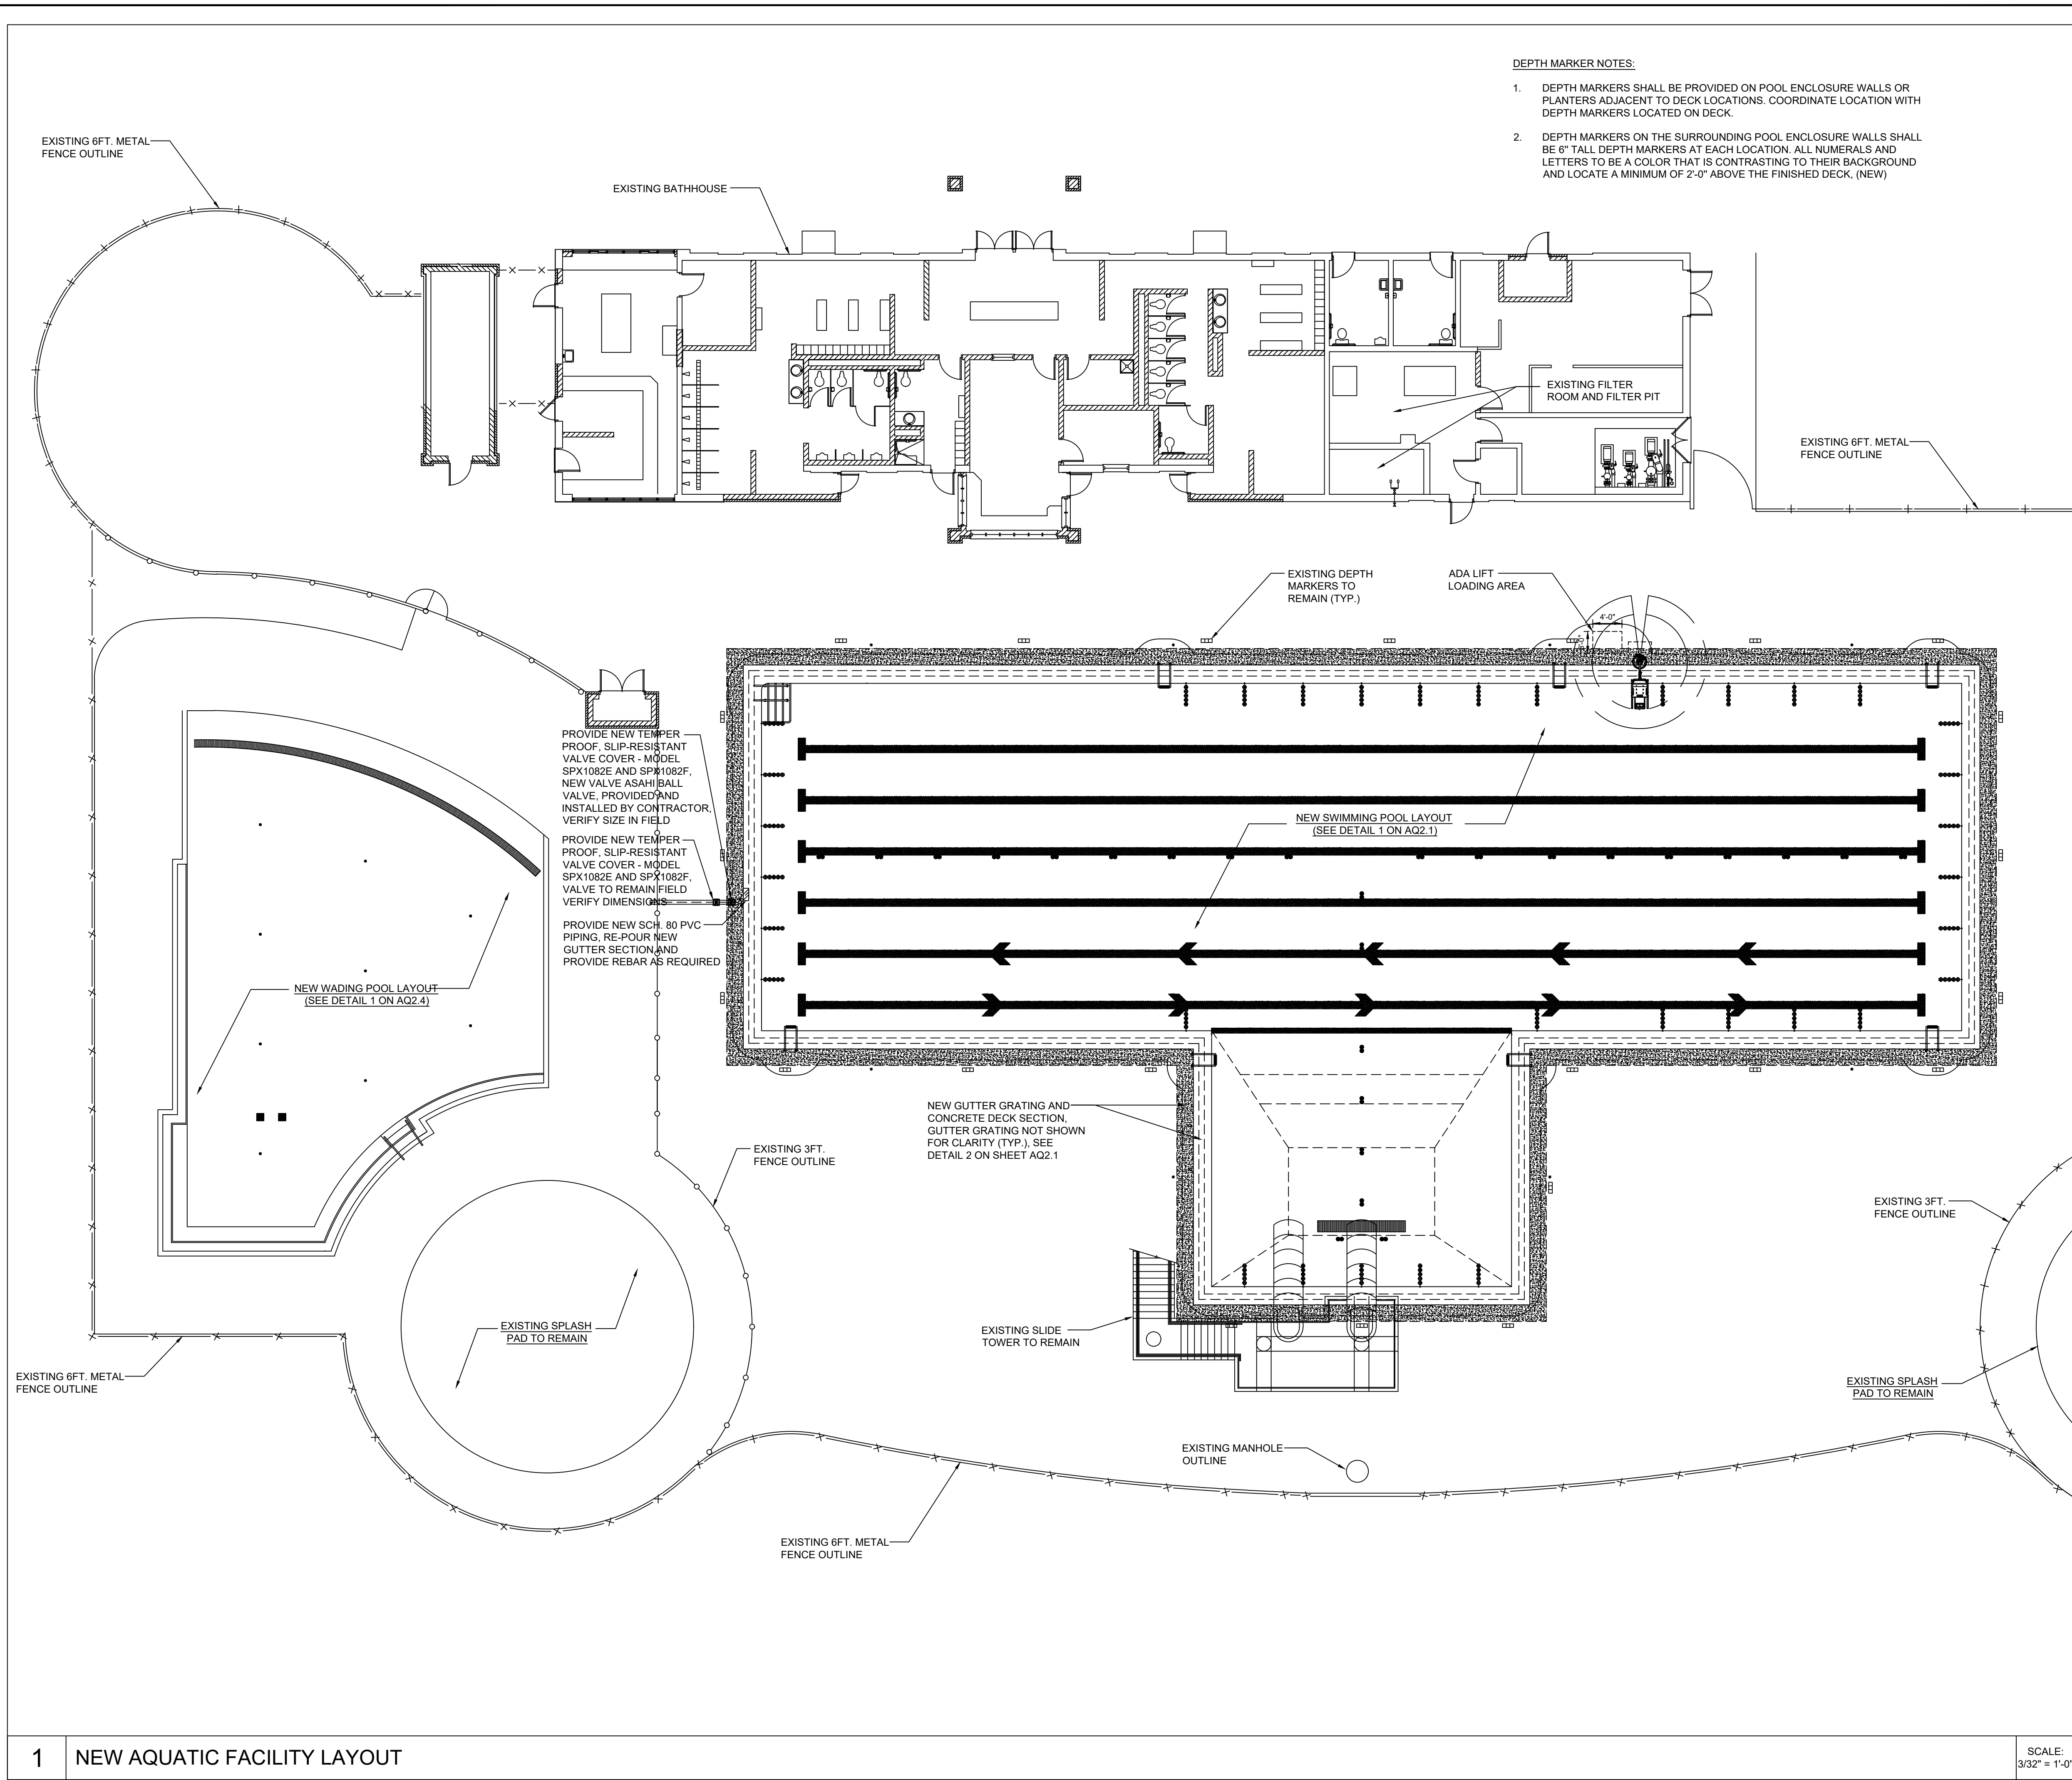 DEPTH MARKER NOTES:
1. DEPTH MARKERS SHALL BE PROVIDED ON POOL ENCLOSURE WALLS OR
PLANTERS ADJACENT TO DECK LOCATIONS. COORDINATE LOCATION WITH
DEPTH MARKERS LOCATED ON DECK.
2. DEPTH MARKERS ON THE SURROUNDING POOL ENCLOSURE WALLS SHALL
BE 6" TALL DEPTH MARKERS AT EACH LOCATION. ALL NUMERALS AND
LETTERS TO BE A COLOR THAT IS CONTRASTING TO THEIR BACKGROUND
AND LOCATE A MINIMUM OF 2'-0" ABOVE THE FINISHED DECK, (NEW)
EXISTING 6FT. METAL
FENCE OUTLINE
EXISTING BATHHOUSE
EXISTING FILTER
ROOM AND FILTER PIT
EXISTING 6FT. METAL
FENCE OUTLINE
EXISTING DEPTH
MARKERS TO
REMAIN (TYP.)
ADA LIFT
LOADING AREA
4'-0"
PROVIDE NEW TEMPER
PROOF, SLIP-RESISTANT
VALVE COVER - MODEL
SPX1082E AND SPX1082F,
NEW VALVE ASAHI BALL
VALVE, PROVIDED AND
INSTALLED BY CONTRACTOR,
VERIFY SIZE IN FIELD
PROVIDE NEW TEMPER
PROOF, SLIP-RESISTANT
VALVE COVER - MODEL
SPX1082E AND SPX1082F,
VALVE TO REMAIN FIELD
VERIFY DIMENSIONS
PROVIDE NEW SCH. 80 PVC
PIPING, RE-POUR NEW
GUTTER SECTION AND
PROVIDE REBAR AS REQUIRED
NEW SWIMMING POOL LAYOUT
(SEE DETAIL 1 ON AQ2.1)
NEW WADING POOL LAYOUT
(SEE DETAIL 1 ON AQ2.4)
NEW GUTTER GRATING AND
CONCRETE DECK SECTION,
GUTTER GRATING NOT SHOWN
FOR CLARITY (TYP.), SEE
DETAIL 2 ON SHEET AQ2.1
EXISTING 3FT.
FENCE OUTLINE
EXISTING 3FT.
FENCE OUTLINE
EXISTING SPLASH
PAD TO REMAIN
EXISTING SLIDE
TOWER TO REMAIN
EXISTING 6FT. METAL
FENCE OUTLINE
EXISTING SPLASH
PAD TO REMAIN
EXISTING MANHOLE
OUTLINE
EXISTING 6FT. METAL
FENCE OUTLINE
1 NEW AQUATIC FACILITY LAYOUT
SCALE:
3/32" = 1'-0"